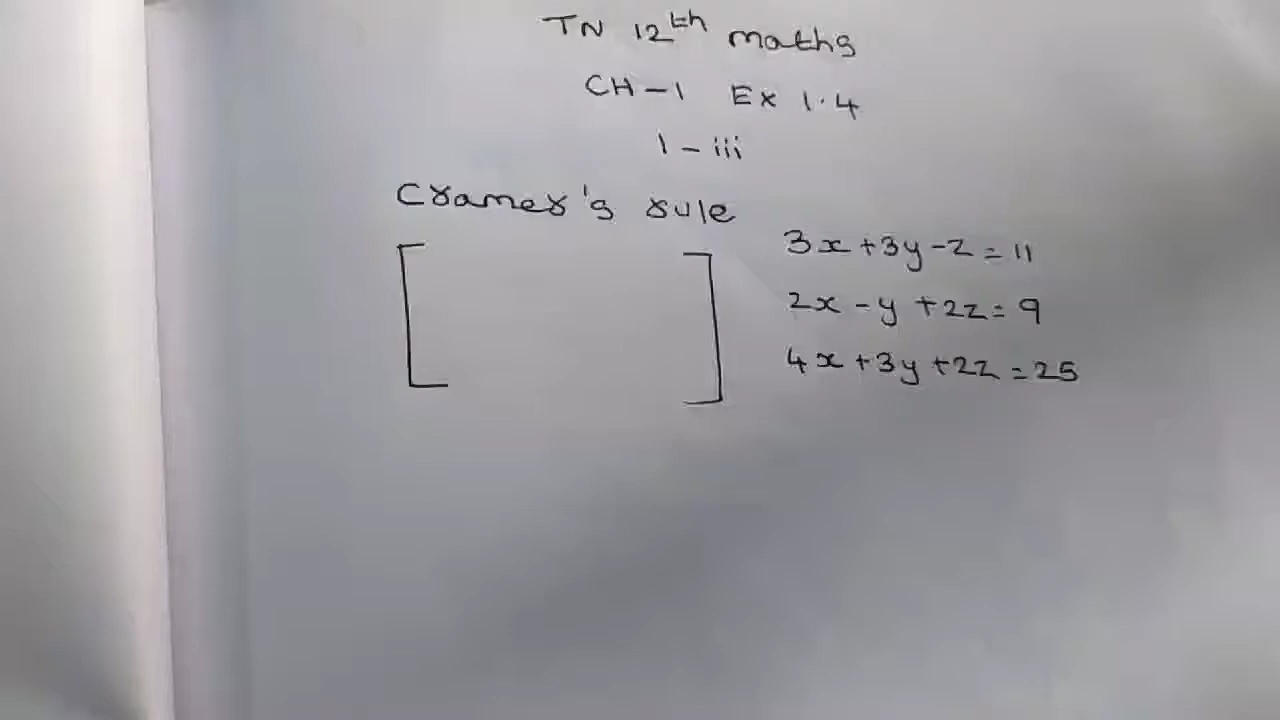 TN 12th maths
CH-1 Ex 1.4
1-iii
Cramer's rule
3x+3y-z=11
2x-y+2z=9
4x+3y+2z=25